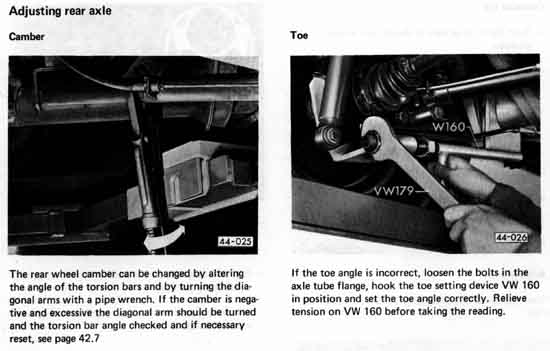 Adjusting rear axle
Camber
44-025
The rear wheel camber can be changed by altering
the angle of the torsion bars and by turning the dia-
gonal arms with a pipe wrench. If the camber is nega-
tive and excessive the diagonal arm should be turned
and the torsion bar angle checked and if necessary
reset, see page 42.7
Toe
W160
VW179
44-026
If the toe angle is incorrect, loosen the bolts in the
axle tube flange, hook the toe setting device VW 160
in position and set the toe angle correctly. Relieve
tension on VW 160 before taking the reading.